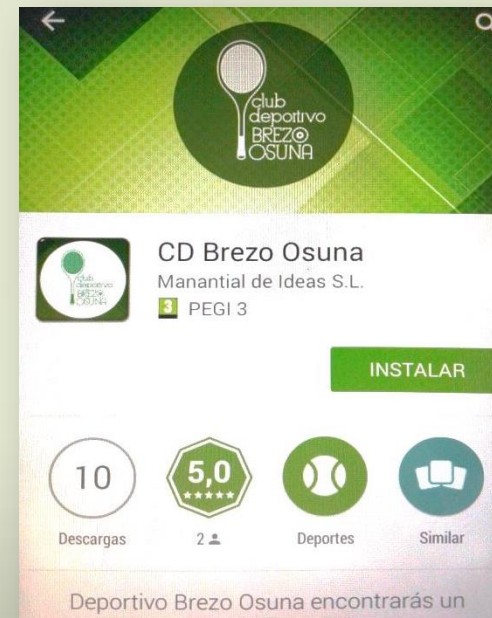 club
deportivo
BREZO
OSUNA
club
deportivo
BREZO
OSUNA
CD Brezo Osuna
Manantial de Ideas S.L.
3 PEGI 3
INSTALAR
10
5,0
Descargas
2
Deportes
Similar
Deportivo Brezo Osuna encontrarás un